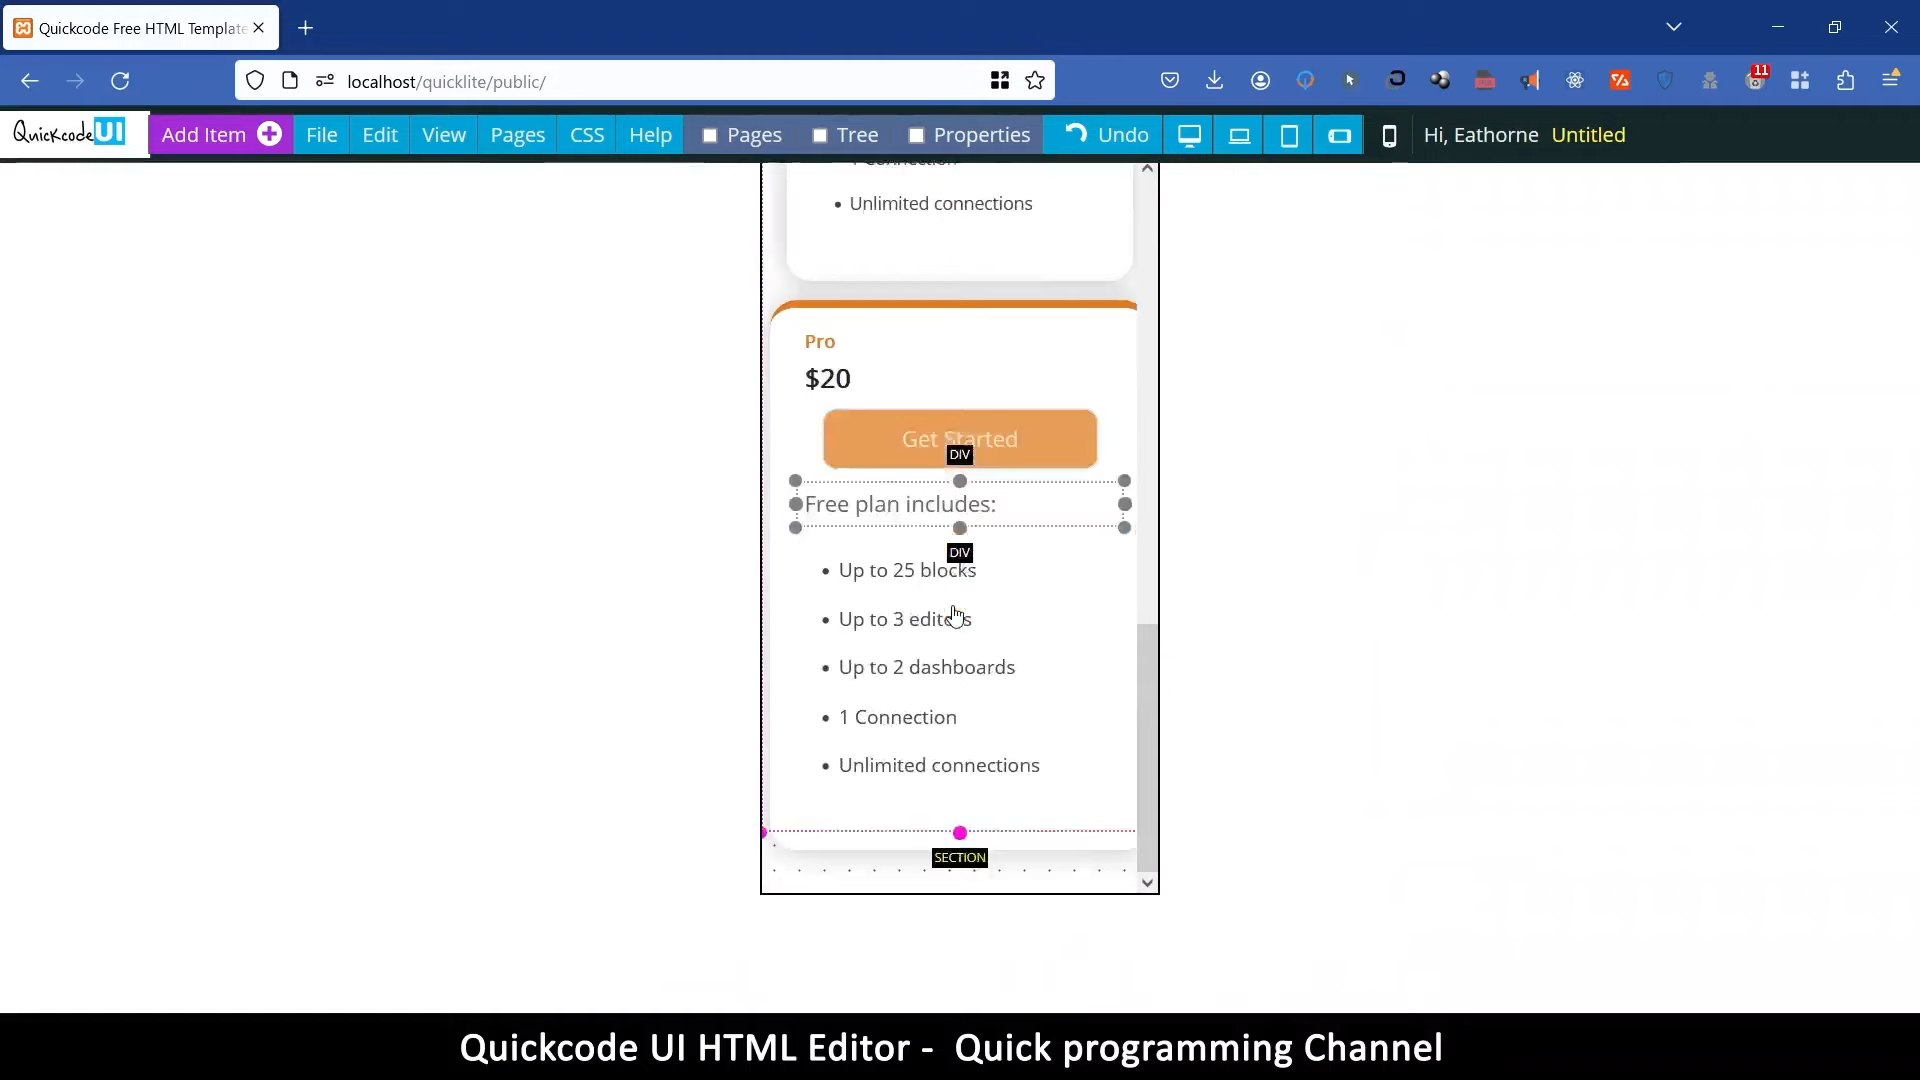 Quickcode Free HTML Template
localhost/quicklite/public/
11
QuickcodeUI
Add Item
File
Edit
View
Pages
CSS
Help
Pages
Tree
Properties
Undo
Hi, Eathorne
Untitled
1 Connection
• Unlimited connections
Pro
$20
Get Started
DIV
Free plan includes:
DIV
• Up to 25 blocks
• Up to 3 editors
• Up to 2 dashboards
• 1 Connection
• Unlimited connections
SECTION
Quickcode UI HTML Editor - Quick programming Channel